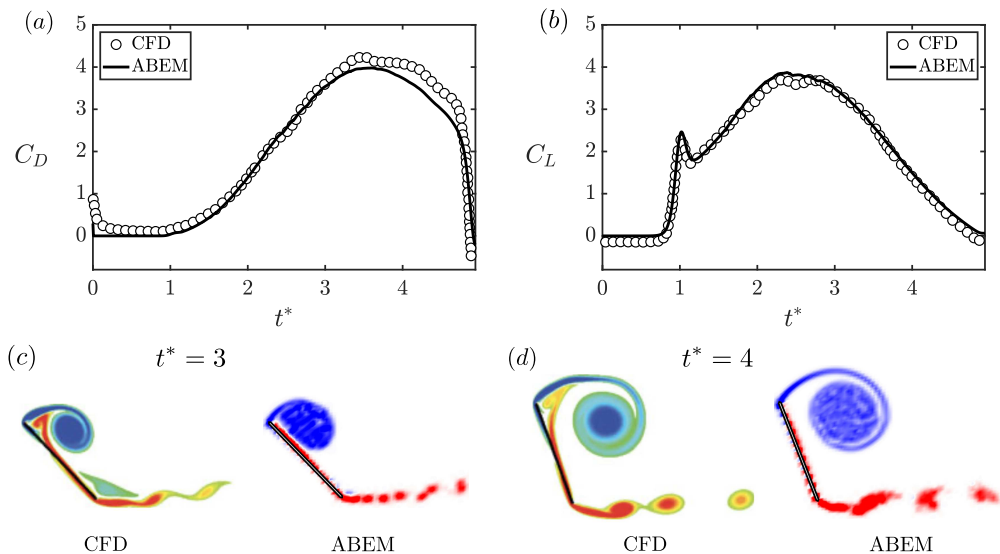 (a)
5
4
3
2
1
0
C_D
CFD
ABEM
0 1 2 3 4
t*
(b)
5
4
3
2
1
0
C_L
CFD
ABEM
0 1 2 3 4
t*
(c) t* = 3
CFD ABEM
(d) t* = 4
CFD ABEM